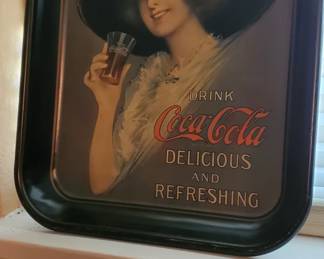 DRINK
Coca-Cola
DELICIOUS
AND
REFRESHING